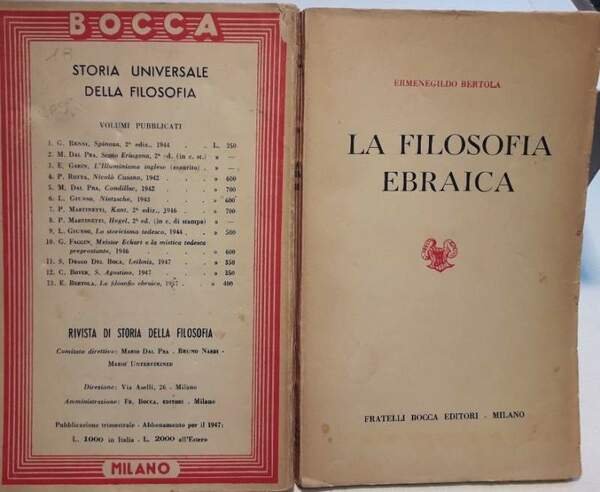 BOCCA
STORIA UNIVERSALE
DELLA FILOSOFIA
VOLUMI PUBBLICATI
1. G. RENSI, Spinoza, 2ª ediz., 1944 . . L. 250
2. M. DAL PRA, Scoto Eriugena, 2ª ed. (in c. st.) » —
3. E. GARIN, L'Illuminismo inglese (esaurito) . » —
4. P. ROTTA, Nicolò Cusano, 1942 . . . » 600
5. M. DAL PRA, Condillac, 1942 . . . » 700
6. L. GIUSSO, Nietzsche, 1943 . . . » 600
7. P. MARTINETTI, Kant, 2ª ediz., 1946 . . » 700
8. P. MARTINETTI, Hegel, 2ª ed. (in c. di stampa) » —
9. L. GIUSSO, Lo storicismo tedesco, 1944 . . » 500
10. G. FAGGIN, Meister Eckart e la mistica tedesca
preprotestante, 1946 . . . . » 600
11. S. DRAGO DEL BOCA, Leibniz, 1947 . . » 350
12. C. BOYER, S. Agostino, 1947 . . . » 350
13. E. BERTOLA, La filosofia ebraica, 1947 . . » 400
RIVISTA DI STORIA DELLA FILOSOFIA
Comitato direttivo: MARIO DAL PRA - BRUNO NARDI -
MARIO UNTERSTEINER
Direzione: Via Aselli, 26 - Milano
Amministrazione: FR. BOCCA, EDITORI - Milano
Pubblicazione trimestrale - Abbonamento per il 1947:
L. 1000 in Italia - L. 2000 all'Estero
MILANO
ERMENEGILDO BERTOLA
LA FILOSOFIA
EBRAICA
FRATELLI BOCCA EDITORI - MILANO